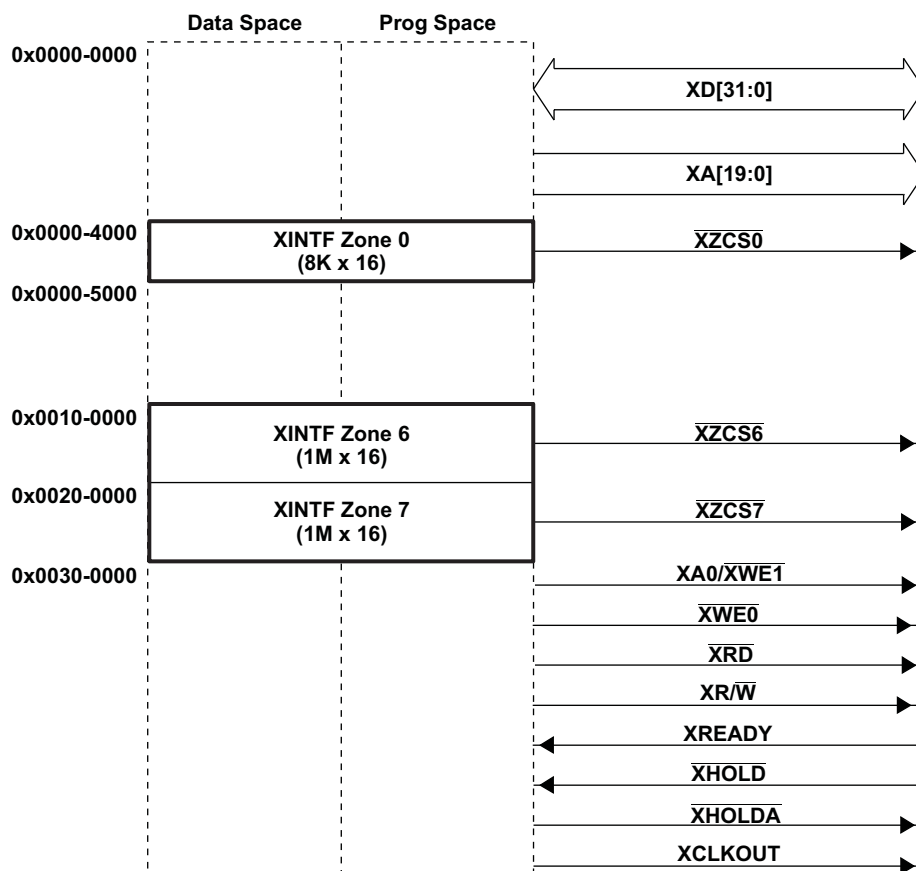 Data Space Prog Space
0x0000-0000
XD[31:0]
XA[19:0]
0x0000-4000
XINTF Zone 0
(8K x 16)
XZCS0
0x0000-5000
0x0010-0000
XINTF Zone 6
(1M x 16)
XZCS6
0x0020-0000
XINTF Zone 7
(1M x 16)
XZCS7
0x0030-0000
XA0/XWE1
XWE0
XRD
XR/W
XREADY
XHOLD
XHOLDA
XCLKOUT